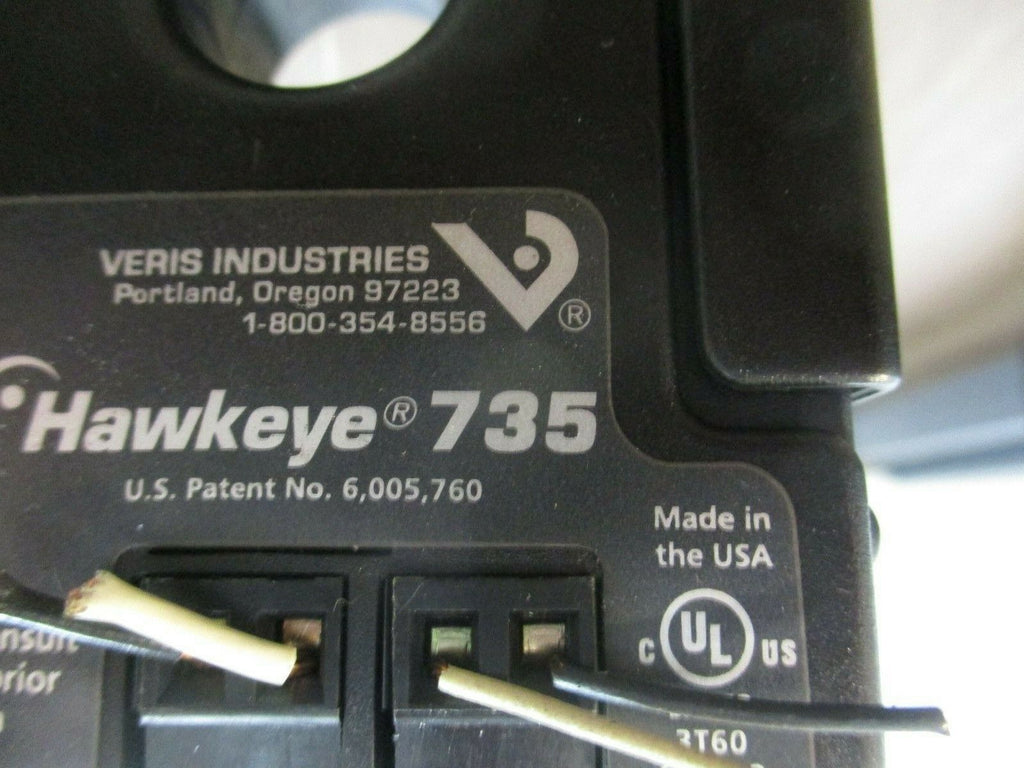 VERIS INDUSTRIES
Portland, Oregon 97223
1-800-354-8556
®
Hawkeye® 735
U.S. Patent No. 6,005,760
Made in
the USA
C UL US
3T60